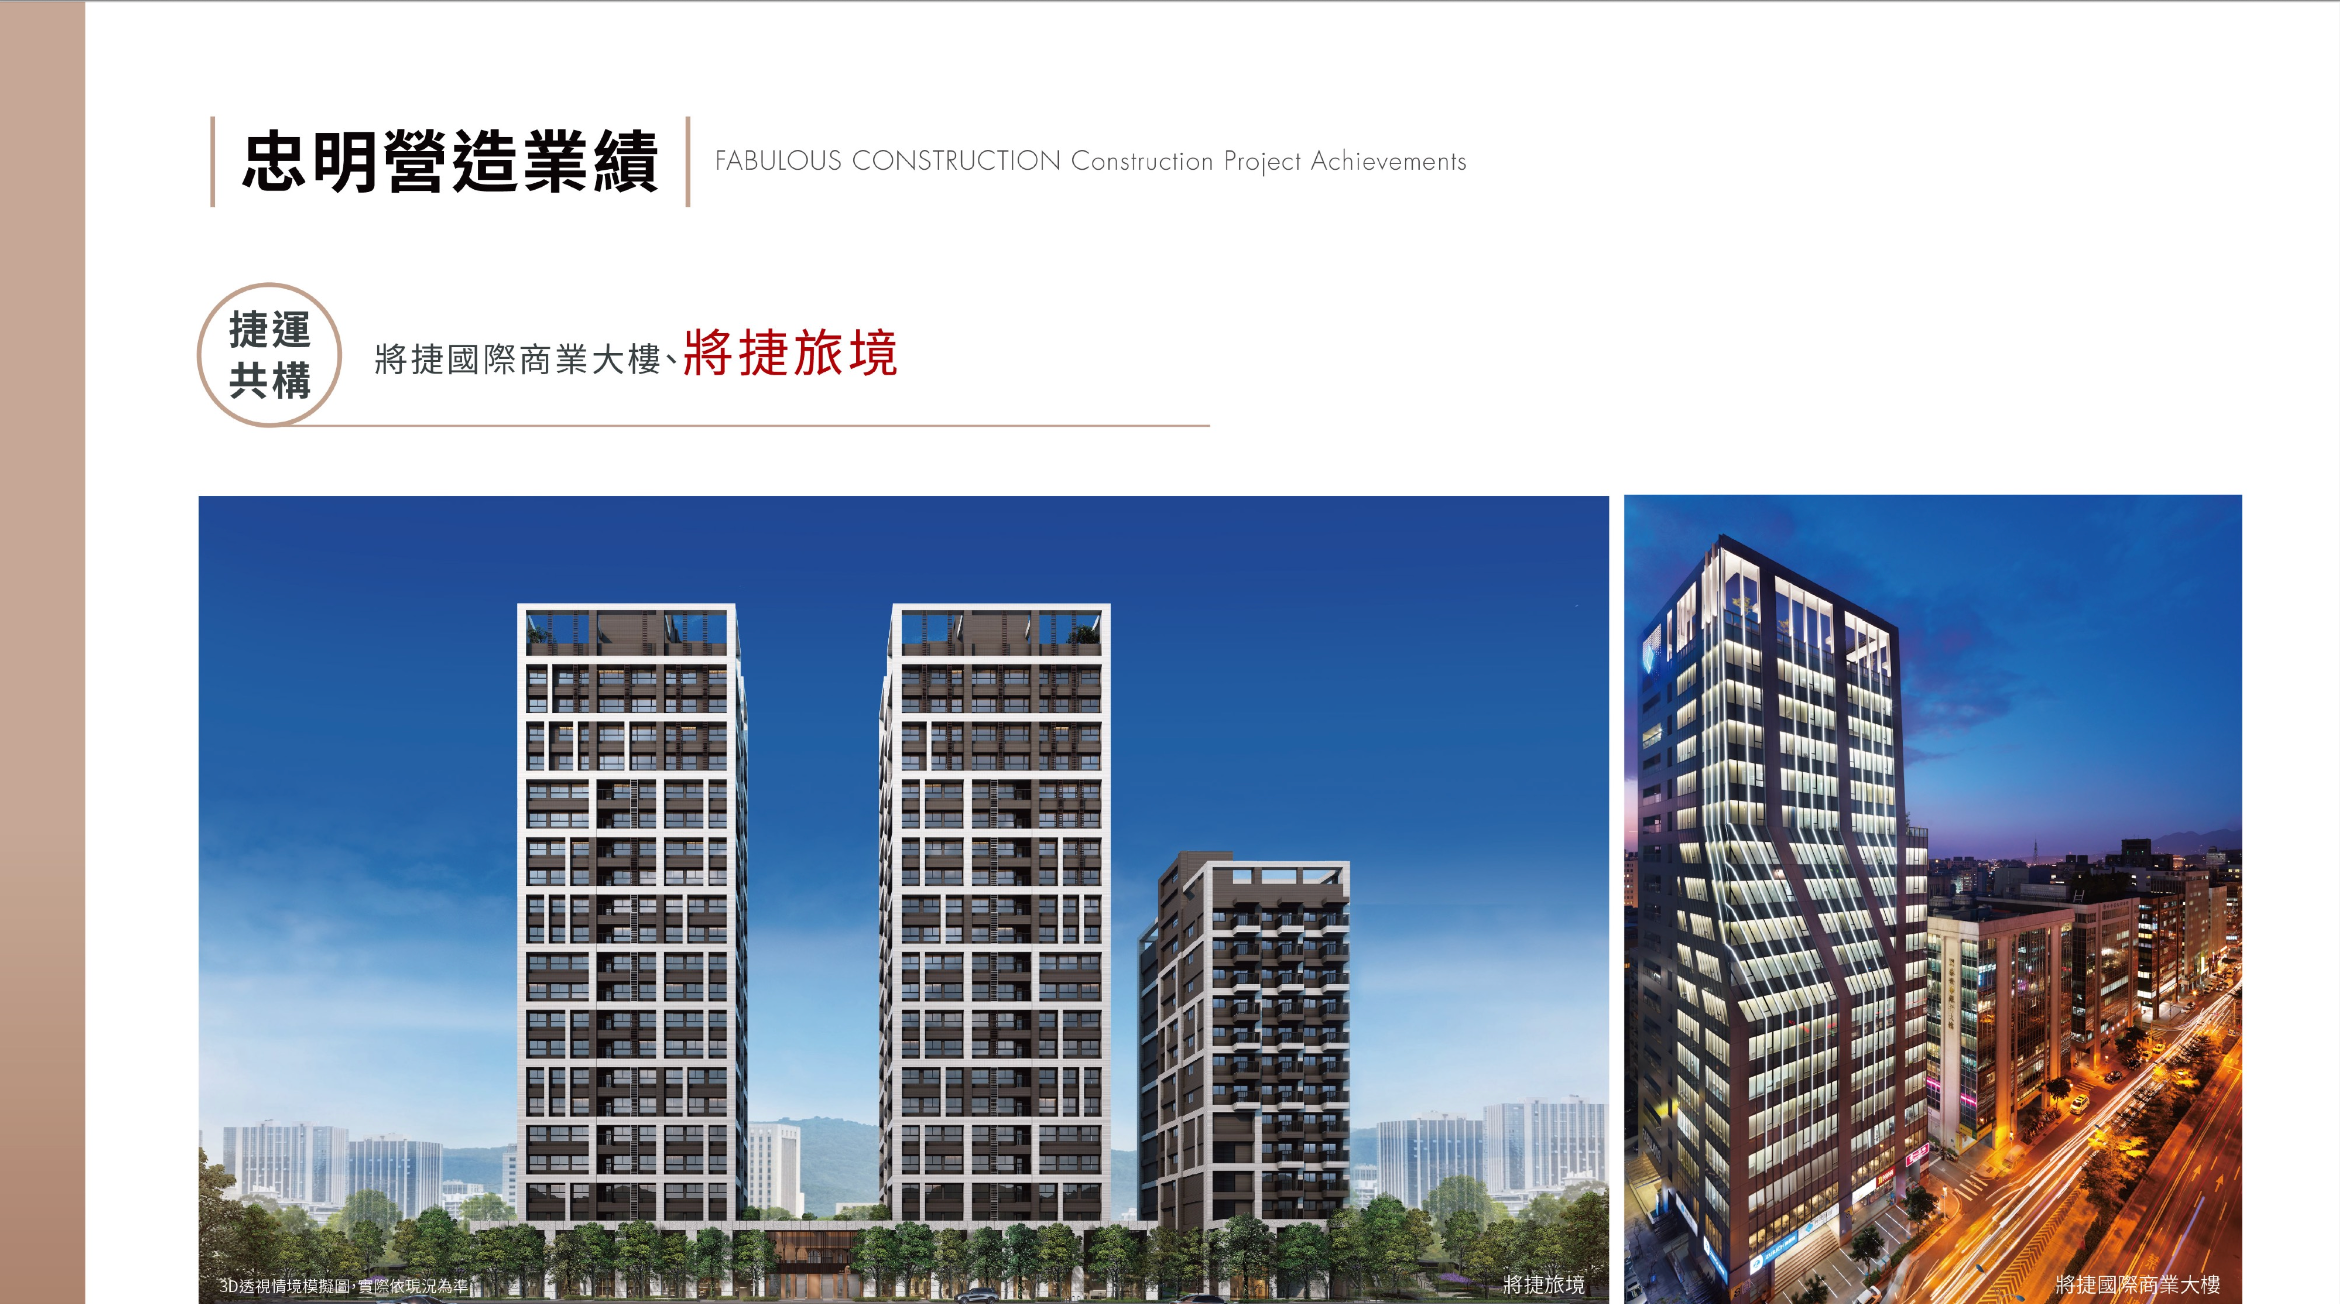 忠明營造業績
FABULOUS CONSTRUCTION Construction Project Achievements
捷運
共構
將捷國際商業大樓、將捷旅境
3D透視情境模擬圖,實際依現況為準
將捷旅境
將捷國際商業大樓